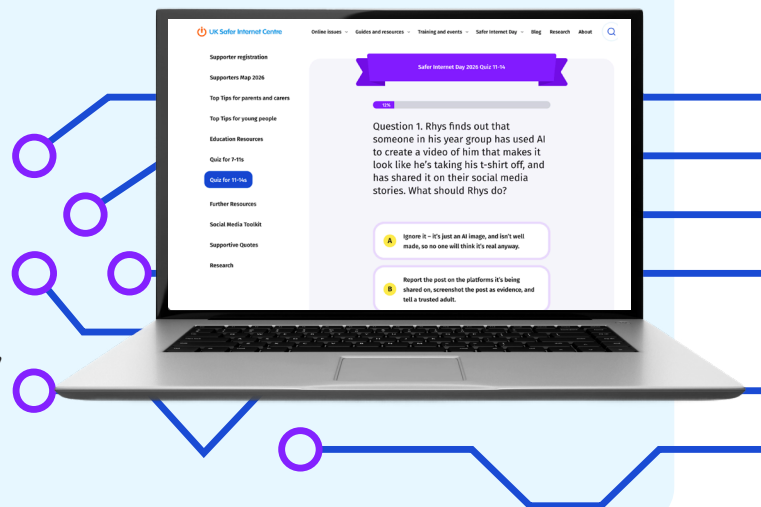 UK Safer Internet Centre
Online issues
Guides and resources
Training and events
Safer Internet Day
Blog
Research
About
Supporter registration
Supporters Map 2026
Top Tips for parents and carers
Top Tips for young people
Education Resources
Quiz for 7-11s
Quiz for 11-14s
Further Resources
Social Media Toolkit
Supportive Quotes
Research
Safer Internet Day 2026 Quiz 11-14
12%
Question 1. Rhys finds out that
someone in his year group has used AI
to create a video of him that makes it
look like he's taking his t-shirt off, and
has shared it on their social media
stories. What should Rhys do?
A
Ignore it – it's just an AI image, and isn't well
made, so no one will think it's real anyway.
B
Report the post on the platforms it's being
shared on, screenshot the post as evidence, and
tell a trusted adult.